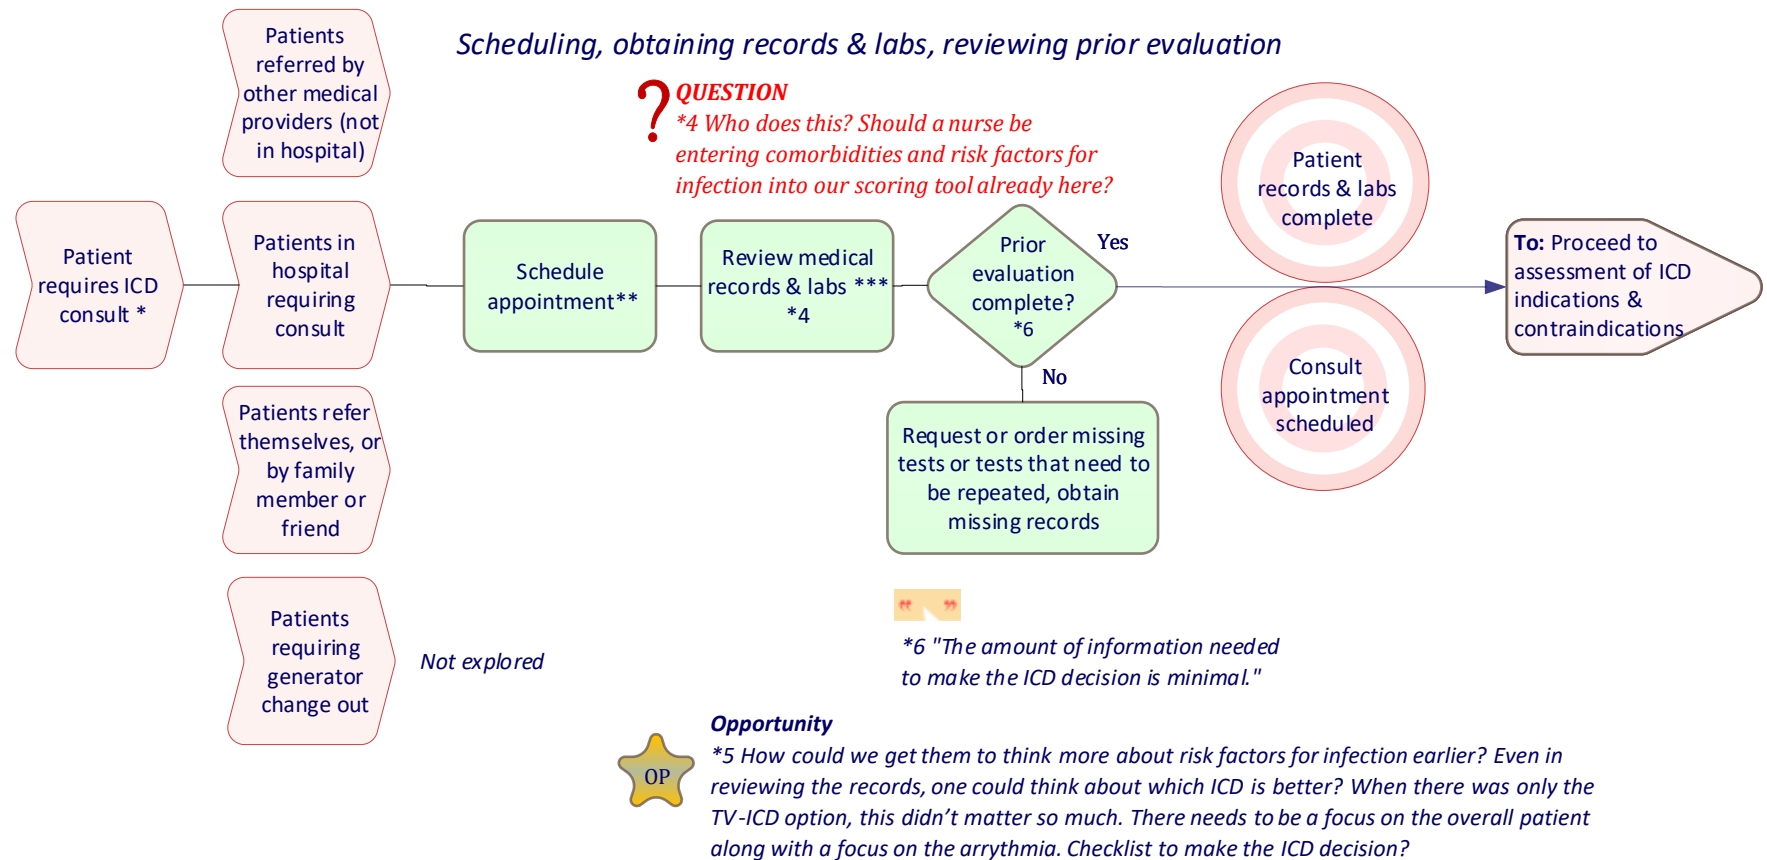 Scheduling, obtaining records & labs, reviewing prior evaluation
Patients
referred by
other medical
providers (not
in hospital)
?
QUESTION
*4 Who does this? Should a nurse be
entering comorbidities and risk factors for
infection into our scoring tool already here?
Patient
requires ICD
consult *
Patients in
hospital
requiring
consult
Schedule
appointment**
Review medical
records & labs ***
*4
Prior
evaluation
complete?
*6
Yes
No
Patient
records & labs
complete
Consult
appointment
scheduled
To: Proceed to
assessment of ICD
indications &
contraindications
Patients refer
themselves, or
by family
member or
friend
Request or order missing
tests or tests that need to
be repeated, obtain
missing records
Patients
requiring
generator
change out
Not explored
" "
*6 "The amount of information needed
to make the ICD decision is minimal."
OP
Opportunity
*5 How could we get them to think more about risk factors for infection earlier? Even in
reviewing the records, one could think about which ICD is better? When there was only the
TV-ICD option, this didn’t matter so much. There needs to be a focus on the overall patient
along with a focus on the arrythmia. Checklist to make the ICD decision?